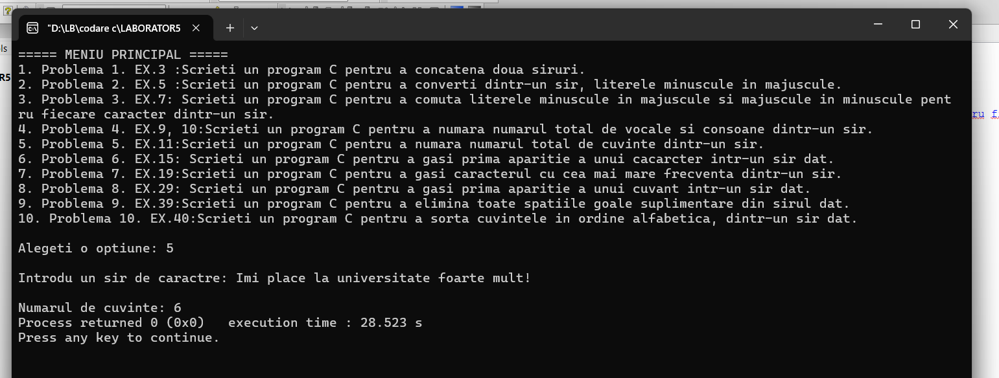 "D:\LB\codare c\LABORATOR5
ls
R5
===== MENIU PRINCIPAL =====
1. Problema 1. EX.3 :Scrieti un program C pentru a concatena doua siruri.
2. Problema 2. EX.5 :Scrieti un program C pentru a converti dintr-un sir, literele minuscule in majuscule.
3. Problema 3. EX.7: Scrieti un program C pentru a comuta literele minuscule in majuscule si majuscule in minuscule pent
ru fiecare caracter dintr-un sir.
ru f
4. Problema 4. EX.9, 10:Scrieti un program C pentru a numara numarul total de vocale si consoane dintr-un sir.
5. Problema 5. EX.11:Scrieti un program C pentru a numara numarul total de cuvinte dintr-un sir.
6. Problema 6. EX.15: Scrieti un program C pentru a gasi prima aparitie a unui cacarcter intr-un sir dat.
7. Problema 7. EX.19:Scrieti un program C pentru a gasi caracterul cu cea mai mare frecventa dintr-un sir.
8. Problema 8. EX.29: Scrieti un program C pentru a gasi prima aparitie a unui cuvant intr-un sir dat.
9. Problema 9. EX.39:Scrieti un program C pentru a elimina toate spatiile goale suplimentare din sirul dat.
10. Problema 10. EX.40:Scrieti un program C pentru a sorta cuvintele in ordine alfabetica, dintr-un sir dat.
Alegeti o optiune: 5
Introdu un sir de caractre: Imi place la universitate foarte mult!
Numarul de cuvinte: 6
Process returned 0 (0x0)   execution time : 28.523 s
Press any key to continue.